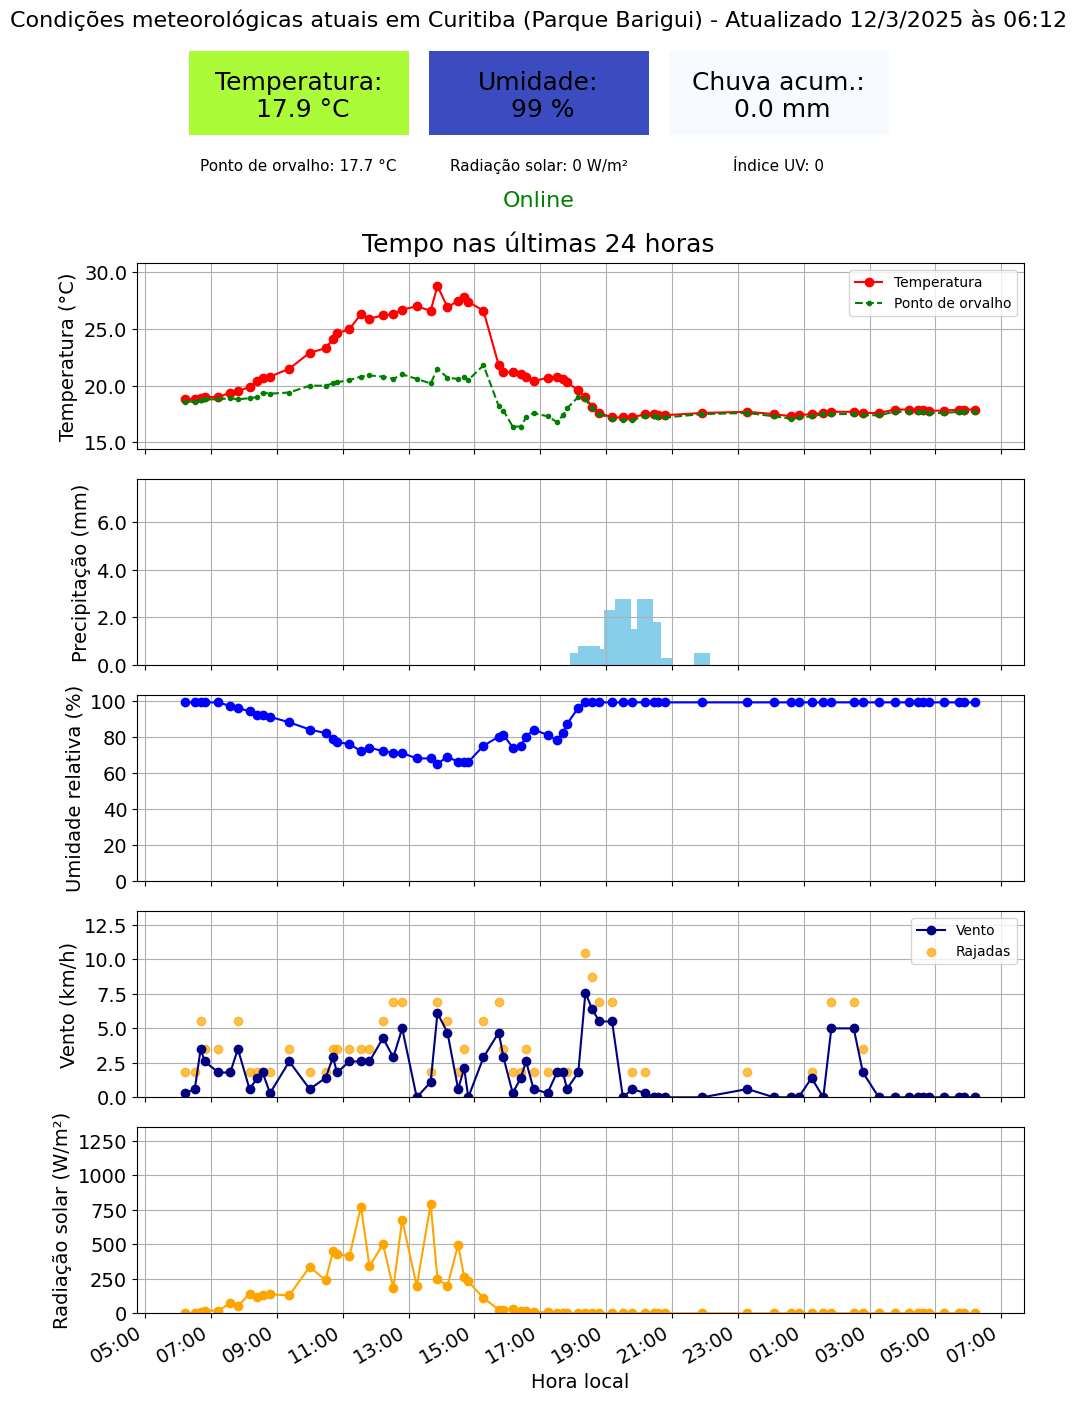 Condições meteorológicas atuais em Curitiba (Parque Barigui) - Atualizado 12/3/2025 às 06:12
Temperatura:
17.9 °C
Umidade:
99 %
Chuva acum.:
0.0 mm
Ponto de orvalho: 17.7 °C
Radiação solar: 0 W/m²
Índice UV: 0
Online
Tempo nas últimas 24 horas
Temperatura (°C)
30.0
25.0
20.0
15.0
Temperatura
Ponto de orvalho
Precipitação (mm)
6.0
4.0
2.0
0.0
Umidade relativa (%)
100
80
60
40
20
0
Vento (km/h)
12.5
10.0
7.5
5.0
2.5
0.0
Vento
Rajadas
Radiação solar (W/m²)
1250
1000
750
500
250
0
05:00
07:00
09:00
11:00
13:00
15:00
17:00
19:00
21:00
23:00
01:00
03:00
05:00
07:00
Hora local